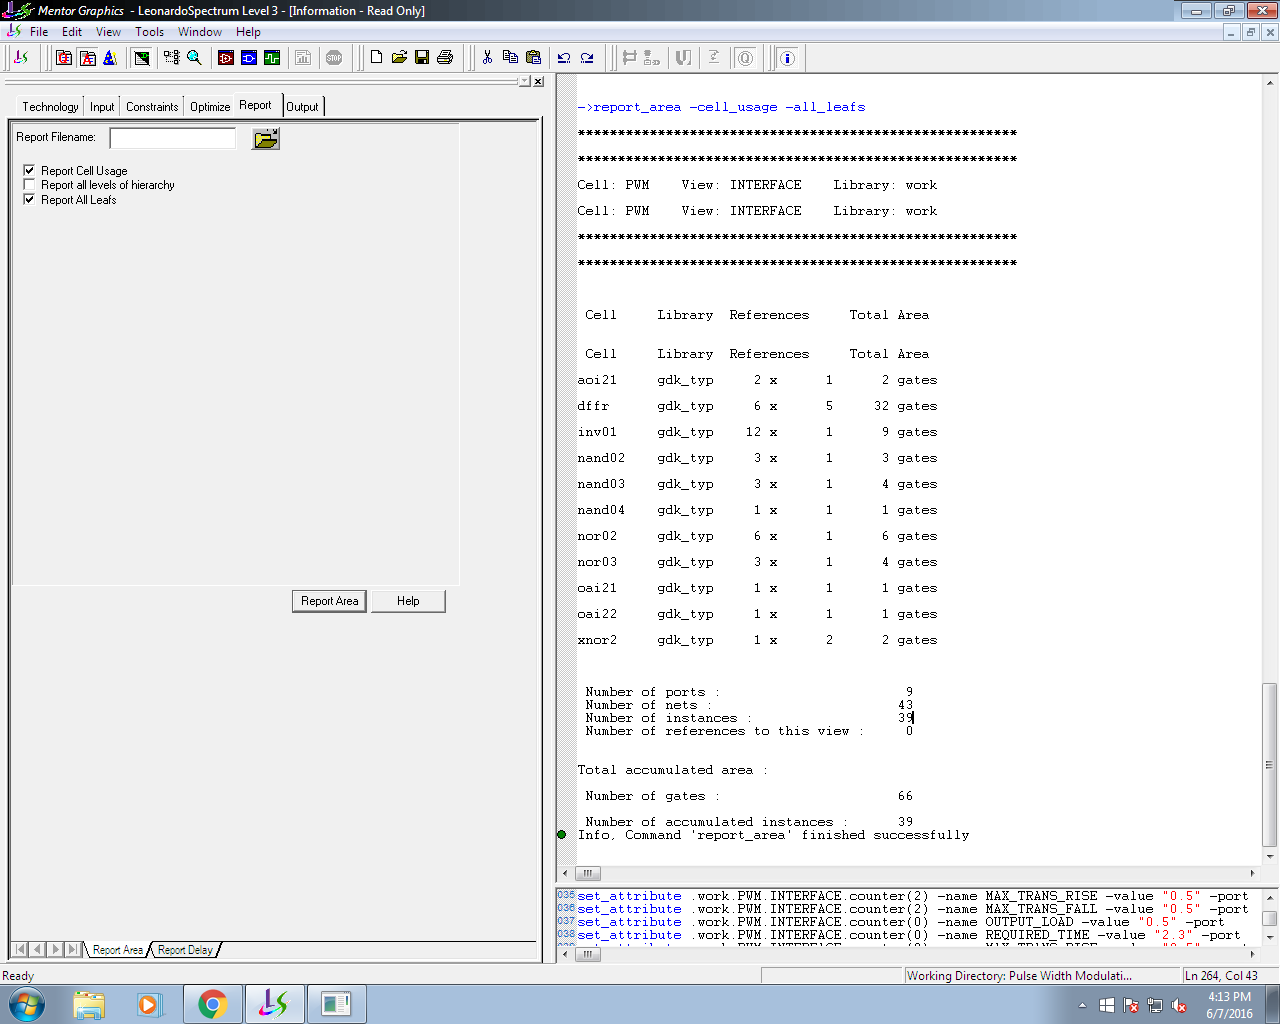 Mentor Graphics - LeonardoSpectrum Level 3 - [Information - Read Only]
File Edit View Tools Window Help
Technology Input Constraints Optimize Report Output
Report Filename:
Report Cell Usage
Report all levels of hierarchy
Report All Leafs
Report Area Help
Report Area Report Delay
->report_area -cell_usage -all_leafs
*******************************************************
*******************************************************
Cell: PWM    View: INTERFACE    Library: work
Cell: PWM    View: INTERFACE    Library: work
*******************************************************
*******************************************************
Cell     Library  References     Total Area
Cell     Library  References     Total Area
aoi21     gdk_typ     2 x      1      2 gates
dffr      gdk_typ     6 x      5     32 gates
inv01     gdk_typ    12 x      1      9 gates
nand02    gdk_typ     3 x      1      3 gates
nand03    gdk_typ     3 x      1      4 gates
nand04    gdk_typ     1 x      1      1 gates
nor02     gdk_typ     6 x      1      6 gates
nor03     gdk_typ     3 x      1      4 gates
oai21     gdk_typ     1 x      1      1 gates
oai22     gdk_typ     1 x      1      1 gates
xnor2     gdk_typ     1 x      2      2 gates
Number of ports :                       9
Number of nets :                       43
Number of instances :                  39
Number of references to this view :     0
Total accumulated area :
Number of gates :                      66
Number of accumulated instances :      39
Info, Command 'report_area' finished successfully
035 set_attribute .work.PWM.INTERFACE.counter(2) -name MAX_TRANS_RISE -value "0.5" -port
036 set_attribute .work.PWM.INTERFACE.counter(2) -name MAX_TRANS_FALL -value "0.5" -port
037 set_attribute .work.PWM.INTERFACE.counter(0) -name OUTPUT_LOAD -value "0.5" -port
038 set_attribute .work.PWM.INTERFACE.counter(0) -name REQUIRED_TIME -value "2.3" -port
Ready
Working Directory: Pulse Width Modulati...
Ln 264, Col 43
4:13 PM
6/7/2016